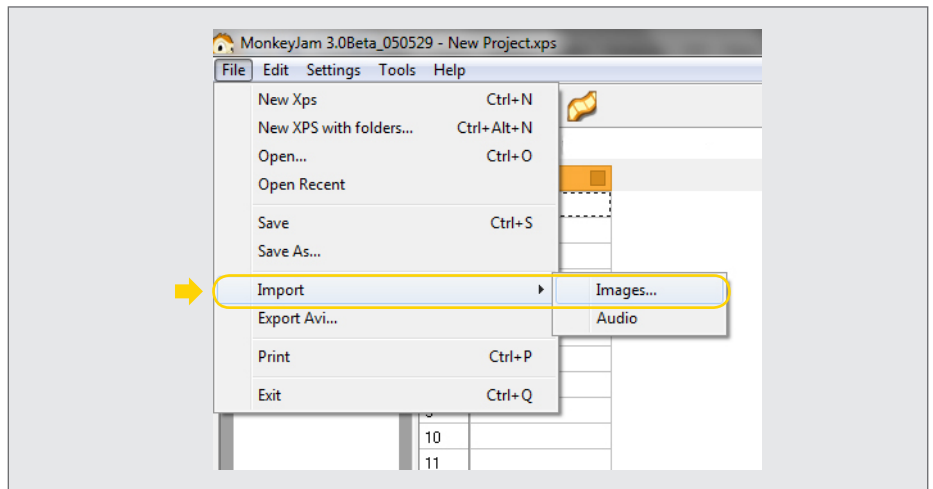 MonkeyJam 3.0Beta_050529 - New Project.xps
File Edit Settings Tools Help
New Xps Ctrl+N
New XPS with folders... Ctrl+Alt+N
Open... Ctrl+O
Open Recent
Save Ctrl+S
Save As...
Import Images...
Export Avi... Audio
Print Ctrl+P
Exit Ctrl+Q
10
11